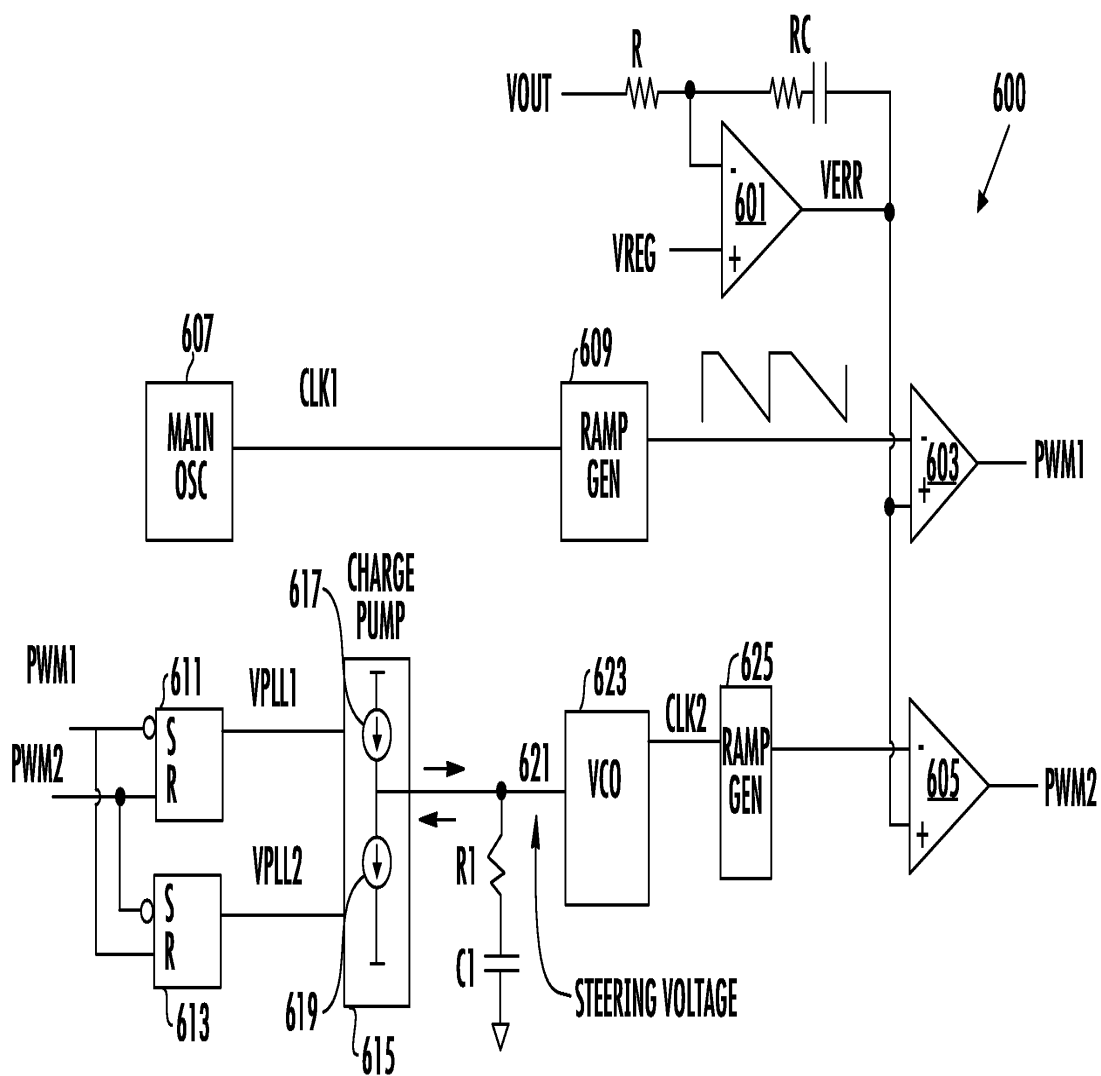 RC
R
VOUT
600
-
601
VERR
VREG
+
607
609
CLK1
MAIN
OSC
RAMP
GEN
-
603
+
PWM1
617
CHARGE
PUMP
PWM1
611
VPLL1
623
625
CLK2
S
R
PWM2
621
VCO
RAMP
GEN
-
605
+
PWM2
VPLL2
R1
S
R
C1
STEERING VOLTAGE
613
619
615